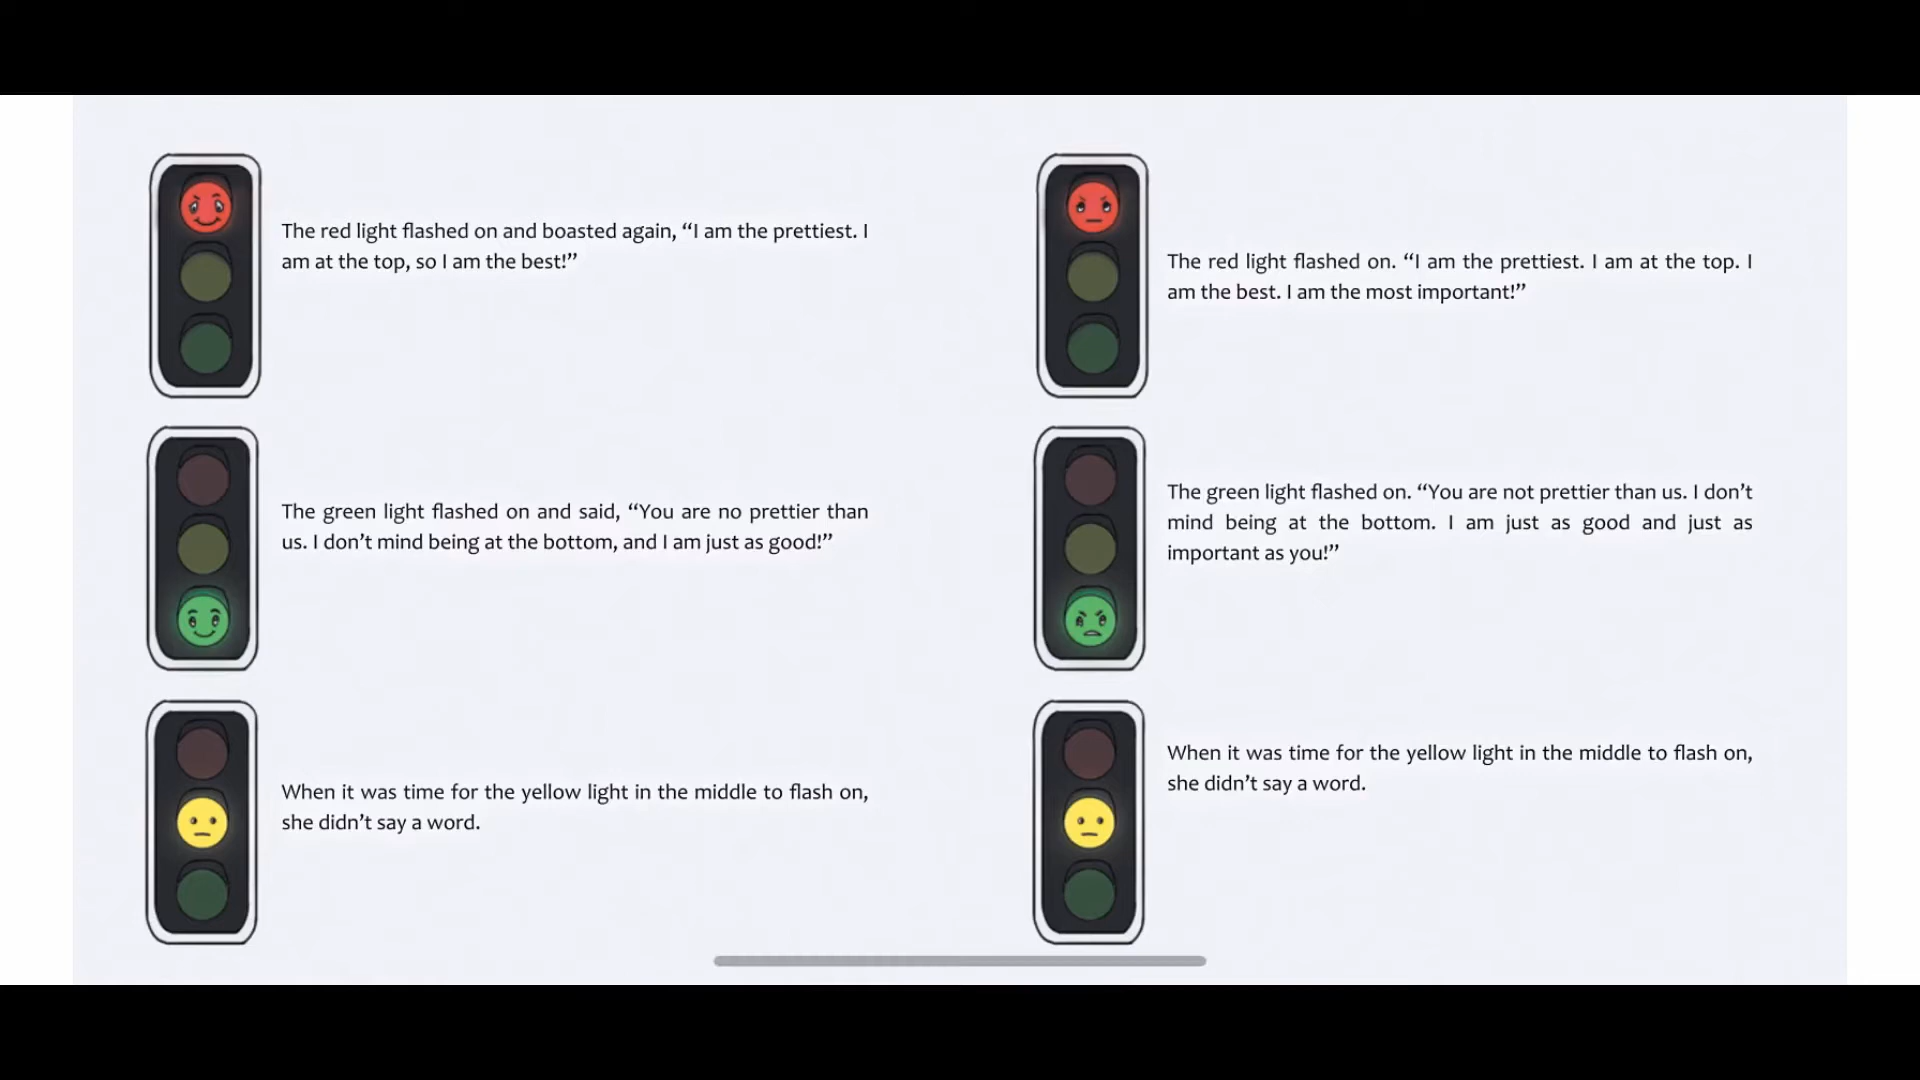 The red light flashed on and boasted again, “I am the prettiest. I
am at the top, so I am the best!”
The green light flashed on and said, “You are no prettier than
us. I don’t mind being at the bottom, and I am just as good!”
When it was time for the yellow light in the middle to flash on,
she didn’t say a word.
The red light flashed on. “I am the prettiest. I am at the top. I
am the best. I am the most important!”
The green light flashed on. “You are not prettier than us. I don’t
mind being at the bottom. I am just as good and just as
important as you!”
When it was time for the yellow light in the middle to flash on,
she didn’t say a word.